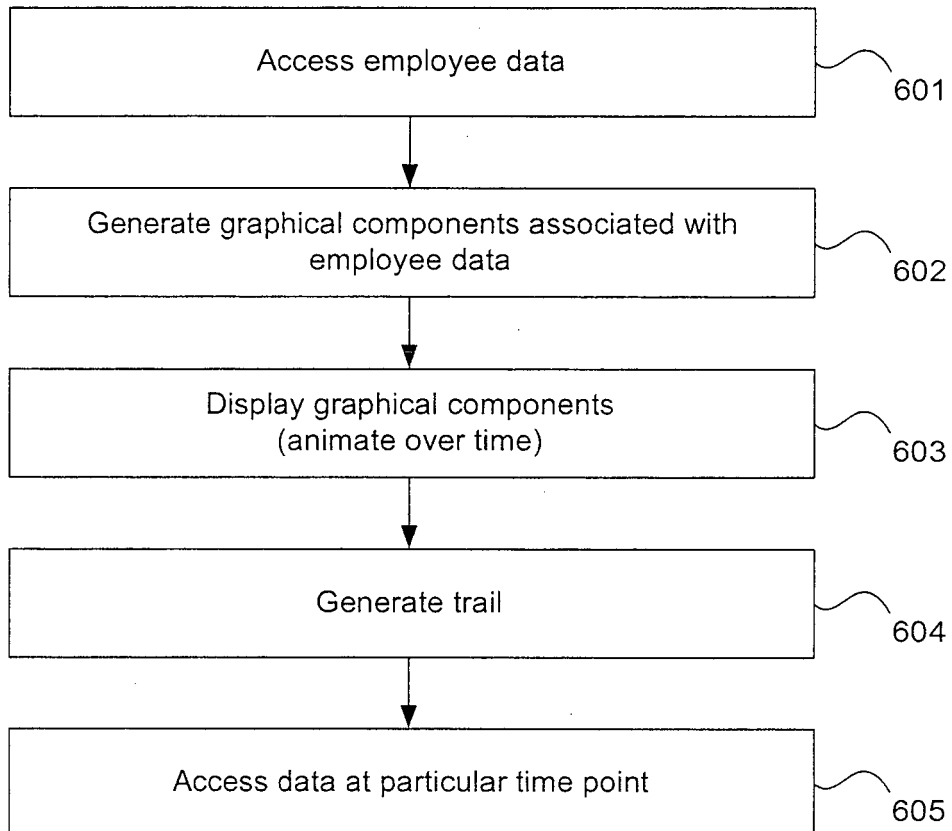 Access employee data
601
Generate graphical components associated with
employee data
602
Display graphical components
(animate over time)
603
Generate trail
604
Access data at particular time point
605